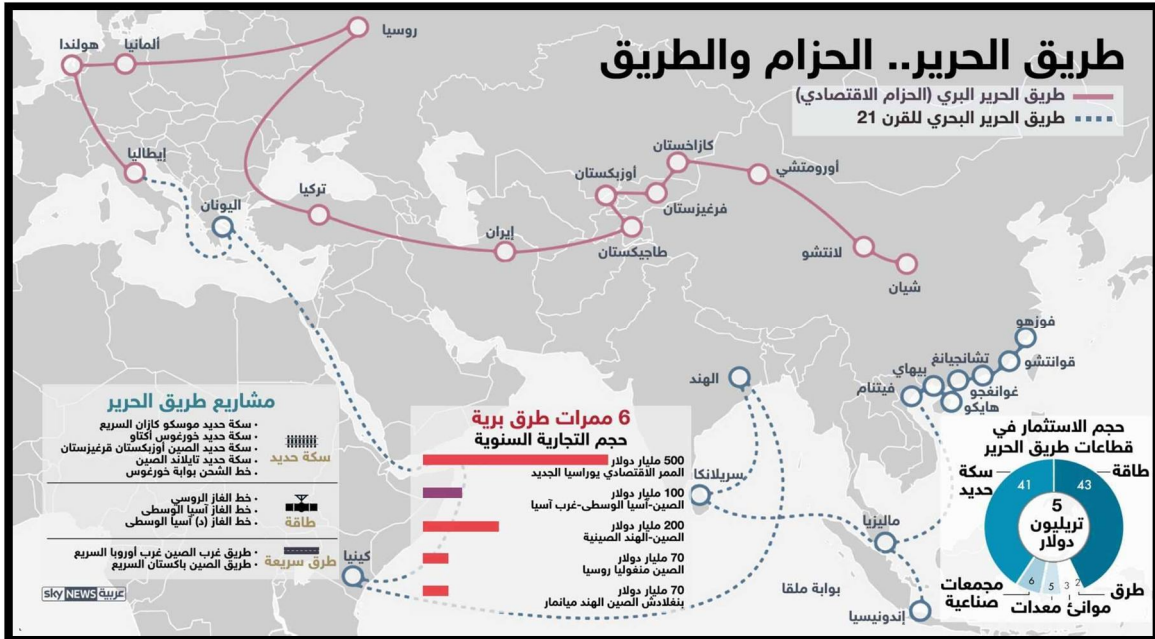 طريق الحرير.. الحزام والطريق
طريق الحرير البري (الحزام الاقتصادي)
طريق الحرير البحري للقرن 21
روسيا
ألمانيا
هولندا
إيطاليا
اليونان
تركيا
إيران
طاجيكستان
أوزبكستان
فرغيزستان
كازاخستان
أورومتشي
لانتشو
شيان
فوزهو
قوانتشو
تشانجيانغ
غوانغجو
هايكو
بيهاي
فيتنام
الهند
سريلانكا
ماليزيا
بوابة ملقا
إندونيسيا
كينيا
مشاريع طريق الحرير
سكة حديد
• سكة حديد موسكو كازان السريع
• سكة حديد خورغوس أكتاو
• سكة حديد الصين أوزبكستان قرغيزستان
• سكة حديد تايلاند الصين
• خط الشحن بوابة خورغوس
طاقة
• خط الغاز الروسي
• خط الغاز آسيا الوسطى
• خط الغاز (د) آسيا الوسطى
طرق سريعة
• طريق غرب الصين غرب أوروبا السريع
• طريق الصين باكستان السريع
6 ممرات طرق برية
حجم التجارية السنوية
500 مليار دولار
الممر الاقتصادي يوراسيا الجديد
100 مليار دولار
الصين-آسيا الوسطى-غرب آسيا
200 مليار دولار
الصين-الهند الصينية
70 مليار دولار
الصين منغوليا روسيا
70 مليار دولار
بنغلادش الصين الهند ميانمار
حجم الاستثمار في
قطاعات طريق الحرير
طاقة
43
سكة
حديد
41
5
تريليون
دولار
طرق
2
موانئ
3
معدات
5
مجمعات
صناعية
6
sky NEWS عربية